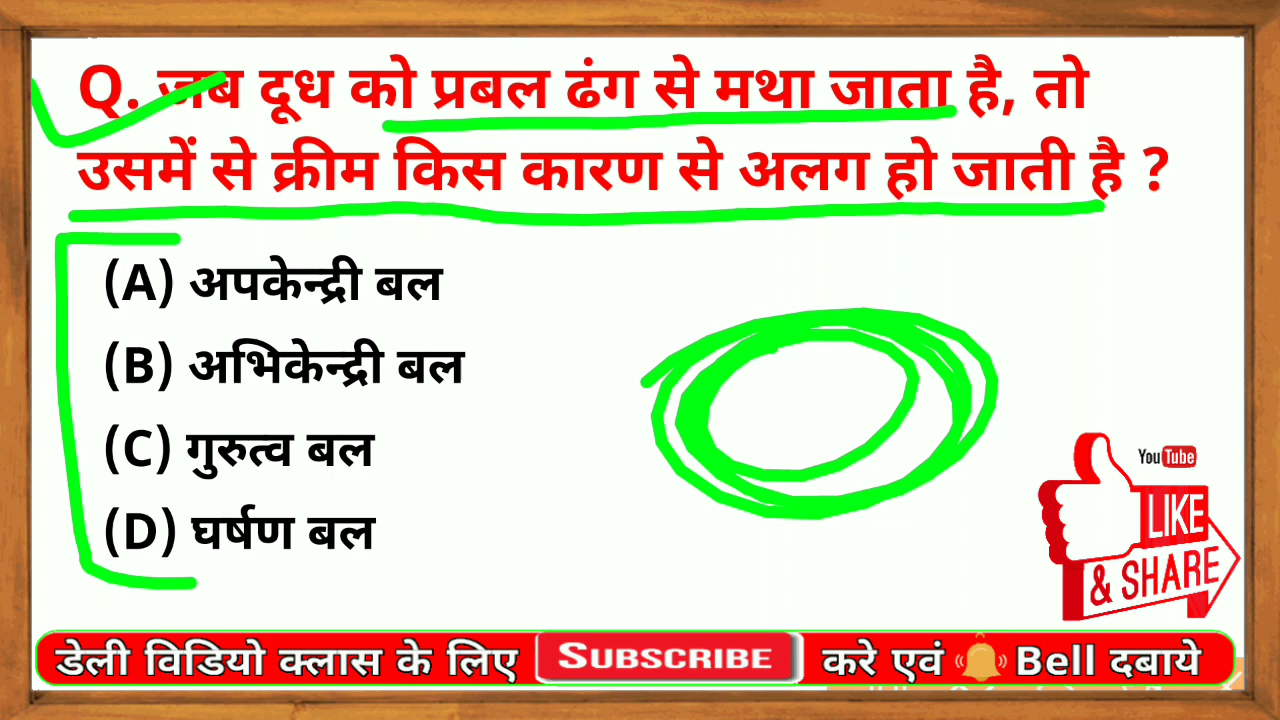 Q. जब दूध को प्रबल ढंग से मथा जाता है, तो
उसमें से क्रीम किस कारण से अलग हो जाती है ?
(A) अपकेन्द्री बल
(B) अभिकेन्द्री बल
(C) गुरुत्व बल
(D) घर्षण बल
YouTube
LIKE
& SHARE
डेली विडियो क्लास के लिए SUBSCRIBE करे एवं Bell दबाये